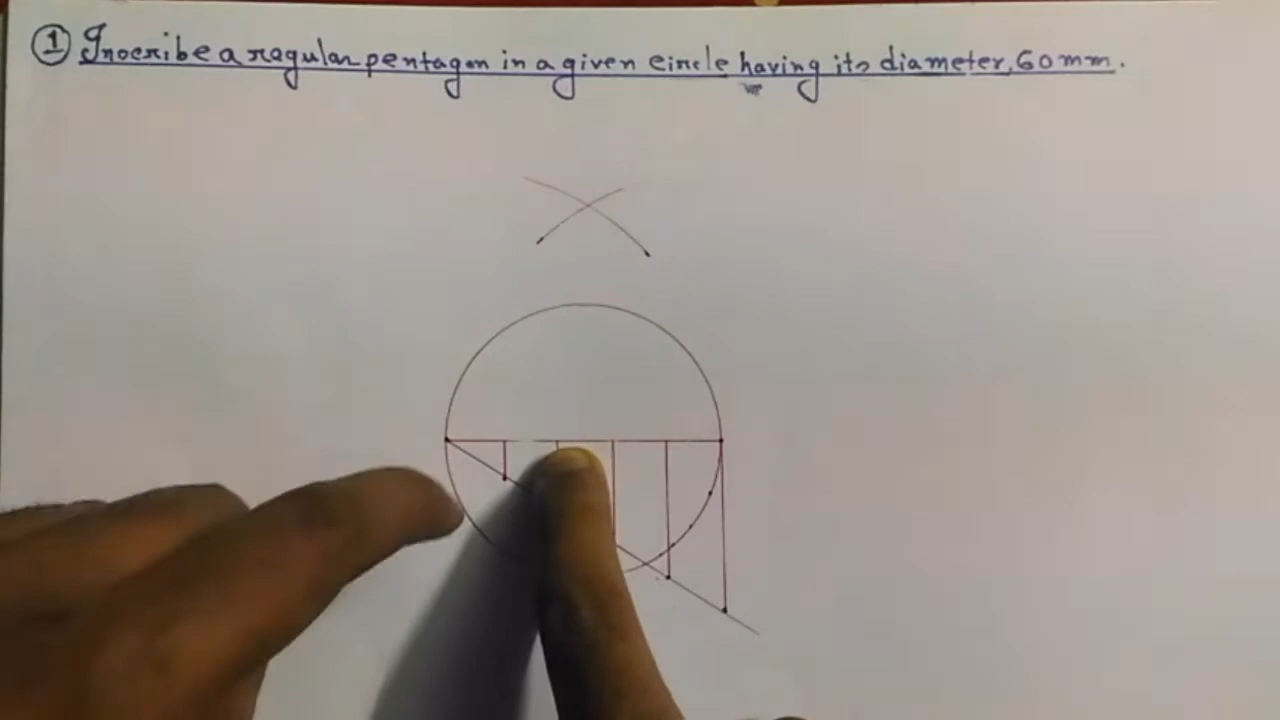 ① Inscribe a regular pentagon in a given circle having its diameter, 60mm.